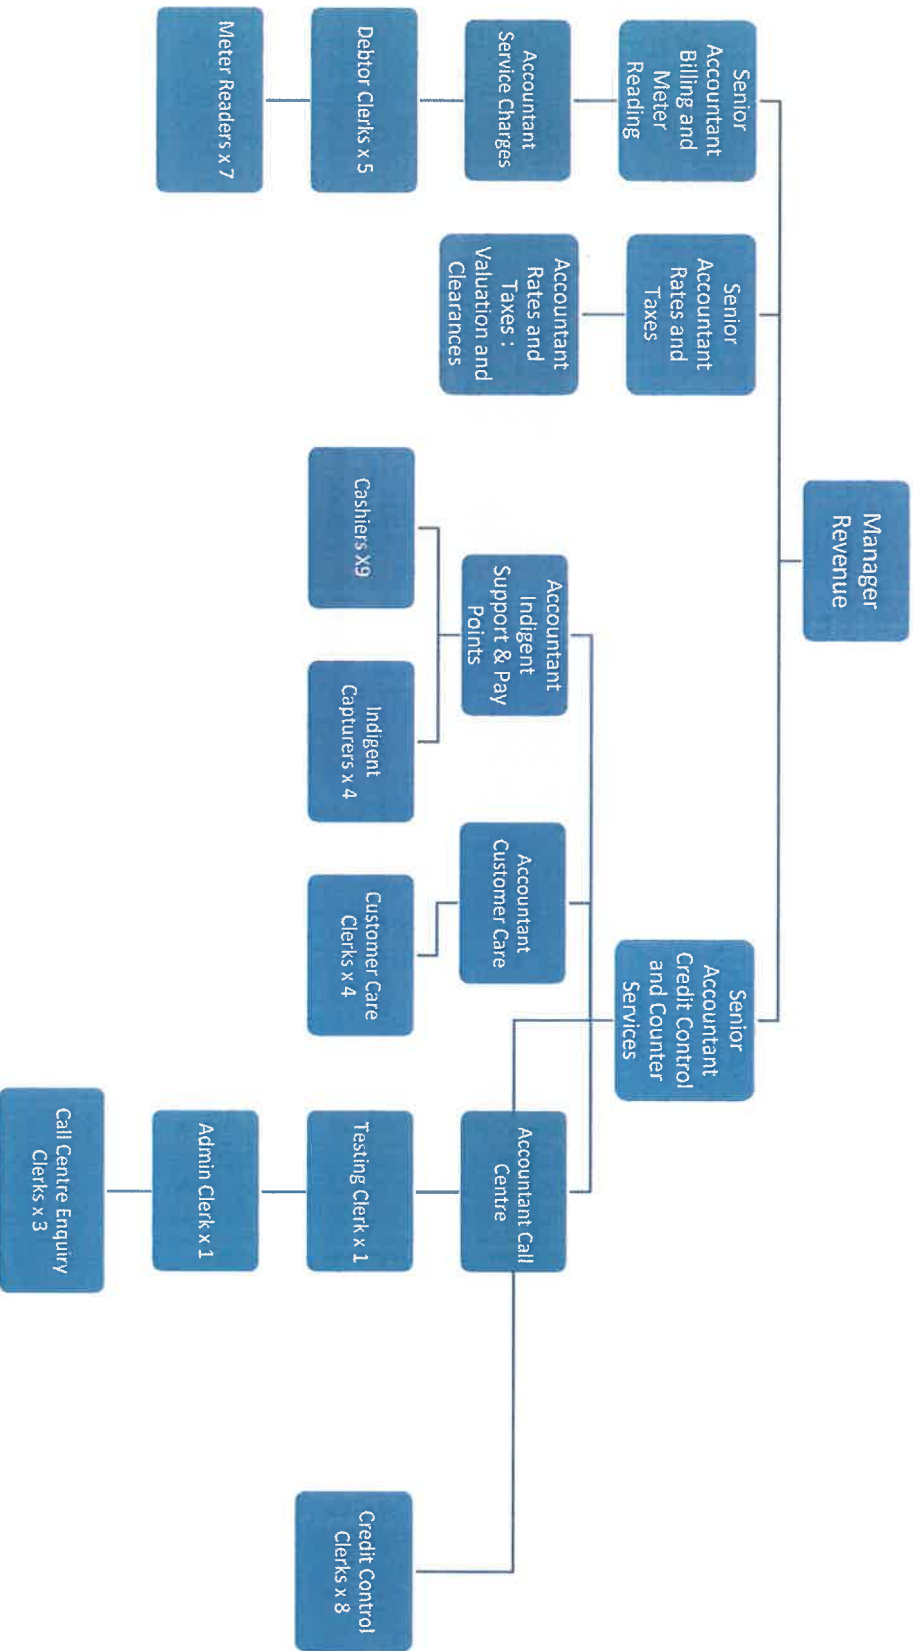 Manager
Revenue
Senior
Accountant
Billing and
Meter
Reading
Senior
Accountant
Rates and
Taxes
Senior
Accountant
Credit Control
and Counter
Services
Accountant
Service Charges
Accountant
Rates and
Taxes :
Valuation and
Clearances
Accountant
Indigent
Support & Pay
Points
Accountant
Customer Care
Accountant Call
Centre
Debtor Clerks x 5
Cashiers X9
Indigent
Capturers x 4
Customer Care
Clerks x 4
Testing Clerk x 1
Credit Control
Clerks x 8
Meter Readers x 7
Admin Clerk x 1
Call Centre Enquiry
Clerks x 3